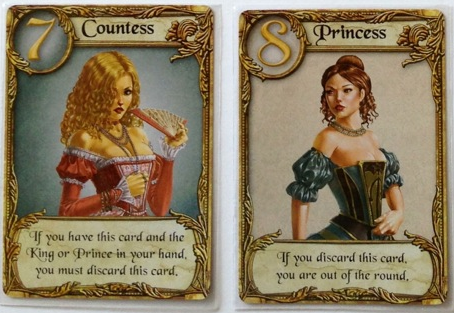 7 Countess
If you have this card and the
King or Prince in your hand,
you must discard this card.
8 Princess
If you discard this card,
you are out of the round.